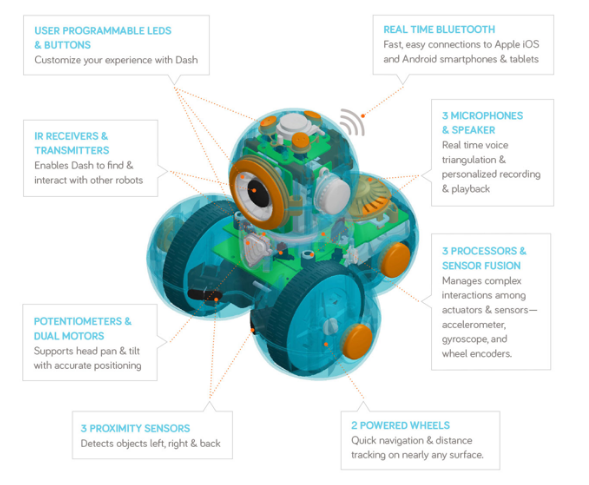 USER PROGRAMMABLE LEDS
& BUTTONS
Customize your experience with Dash
REAL TIME BLUETOOTH
Fast, easy connections to Apple iOS
and Android smartphones & tablets
IR RECEIVERS &
TRANSMITTERS
Enables Dash to find &
interact with other robots
3 MICROPHONES
& SPEAKER
Real time voice
triangulation &
personalized recording
& playback
3 PROCESSORS &
SENSOR FUSION
Manages complex
interactions among
actuators & sensors—
accelerometer,
gyroscope, and
wheel encoders.
POTENTIOMETERS &
DUAL MOTORS
Supports head pan & tilt
with accurate positioning
3 PROXIMITY SENSORS
Detects objects left, right & back
2 POWERED WHEELS
Quick navigation & distance
tracking on nearly any surface.